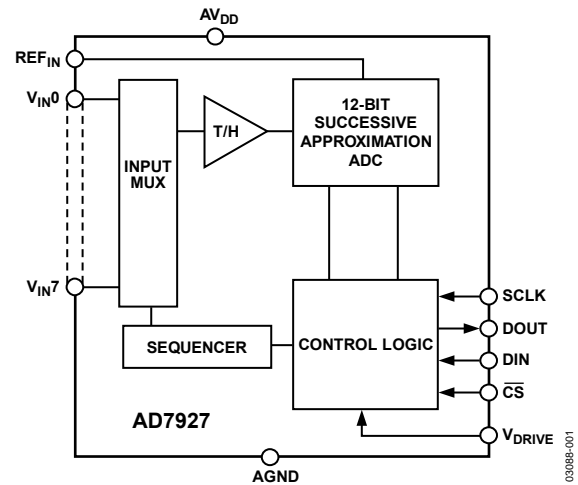 AVDD
REFIN
VIN0
T/H
12-BIT
SUCCESSIVE
APPROXIMATION
ADC
INPUT
MUX
VIN7
SCLK
DOUT
SEQUENCER
CONTROL LOGIC
DIN
CS
AD7927
VDRIVE
AGND
03088-001